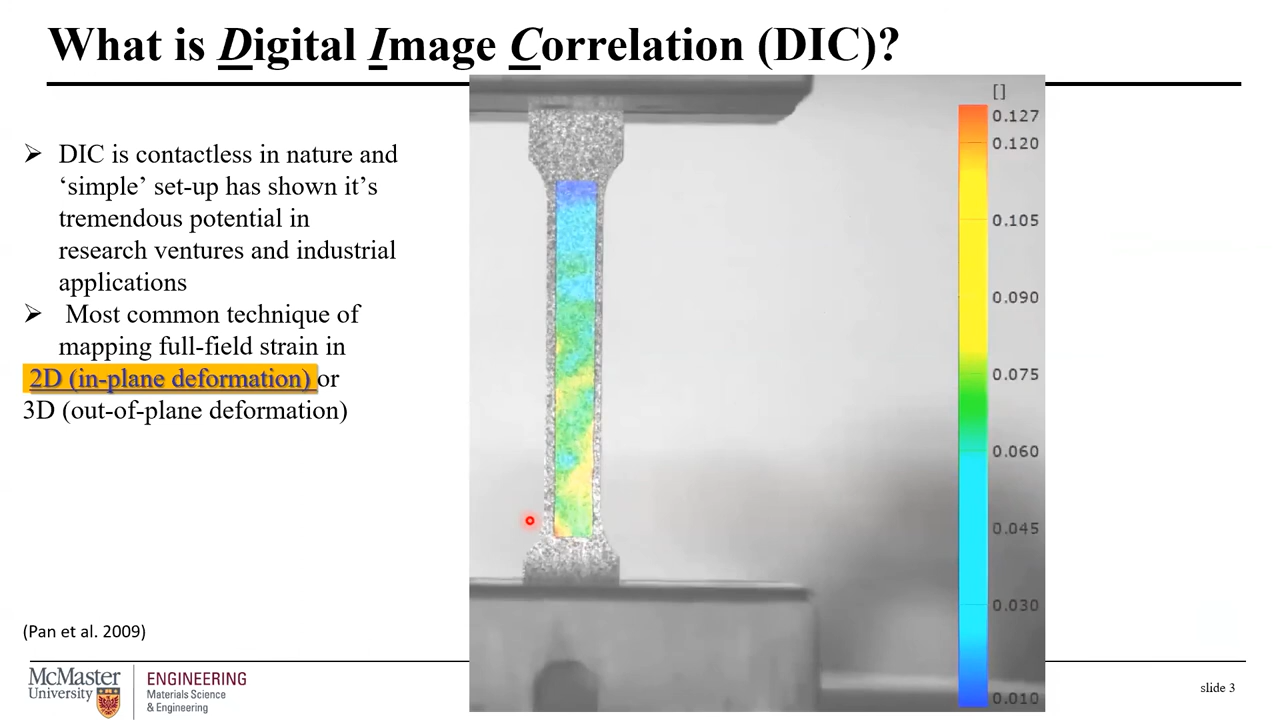 What is Digital Image Correlation (DIC)?
➢ DIC is contactless in nature and
‘simple’ set-up has shown it’s
tremendous potential in
research ventures and industrial
applications
➢ Most common technique of
mapping full-field strain in
2D (in-plane deformation) or
3D (out-of-plane deformation)
[]
0.127
0.120
0.105
0.090
0.075
0.060
0.045
0.030
0.010
(Pan et al. 2009)
McMaster
University
ENGINEERING
Materials Science
& Engineering
slide 3